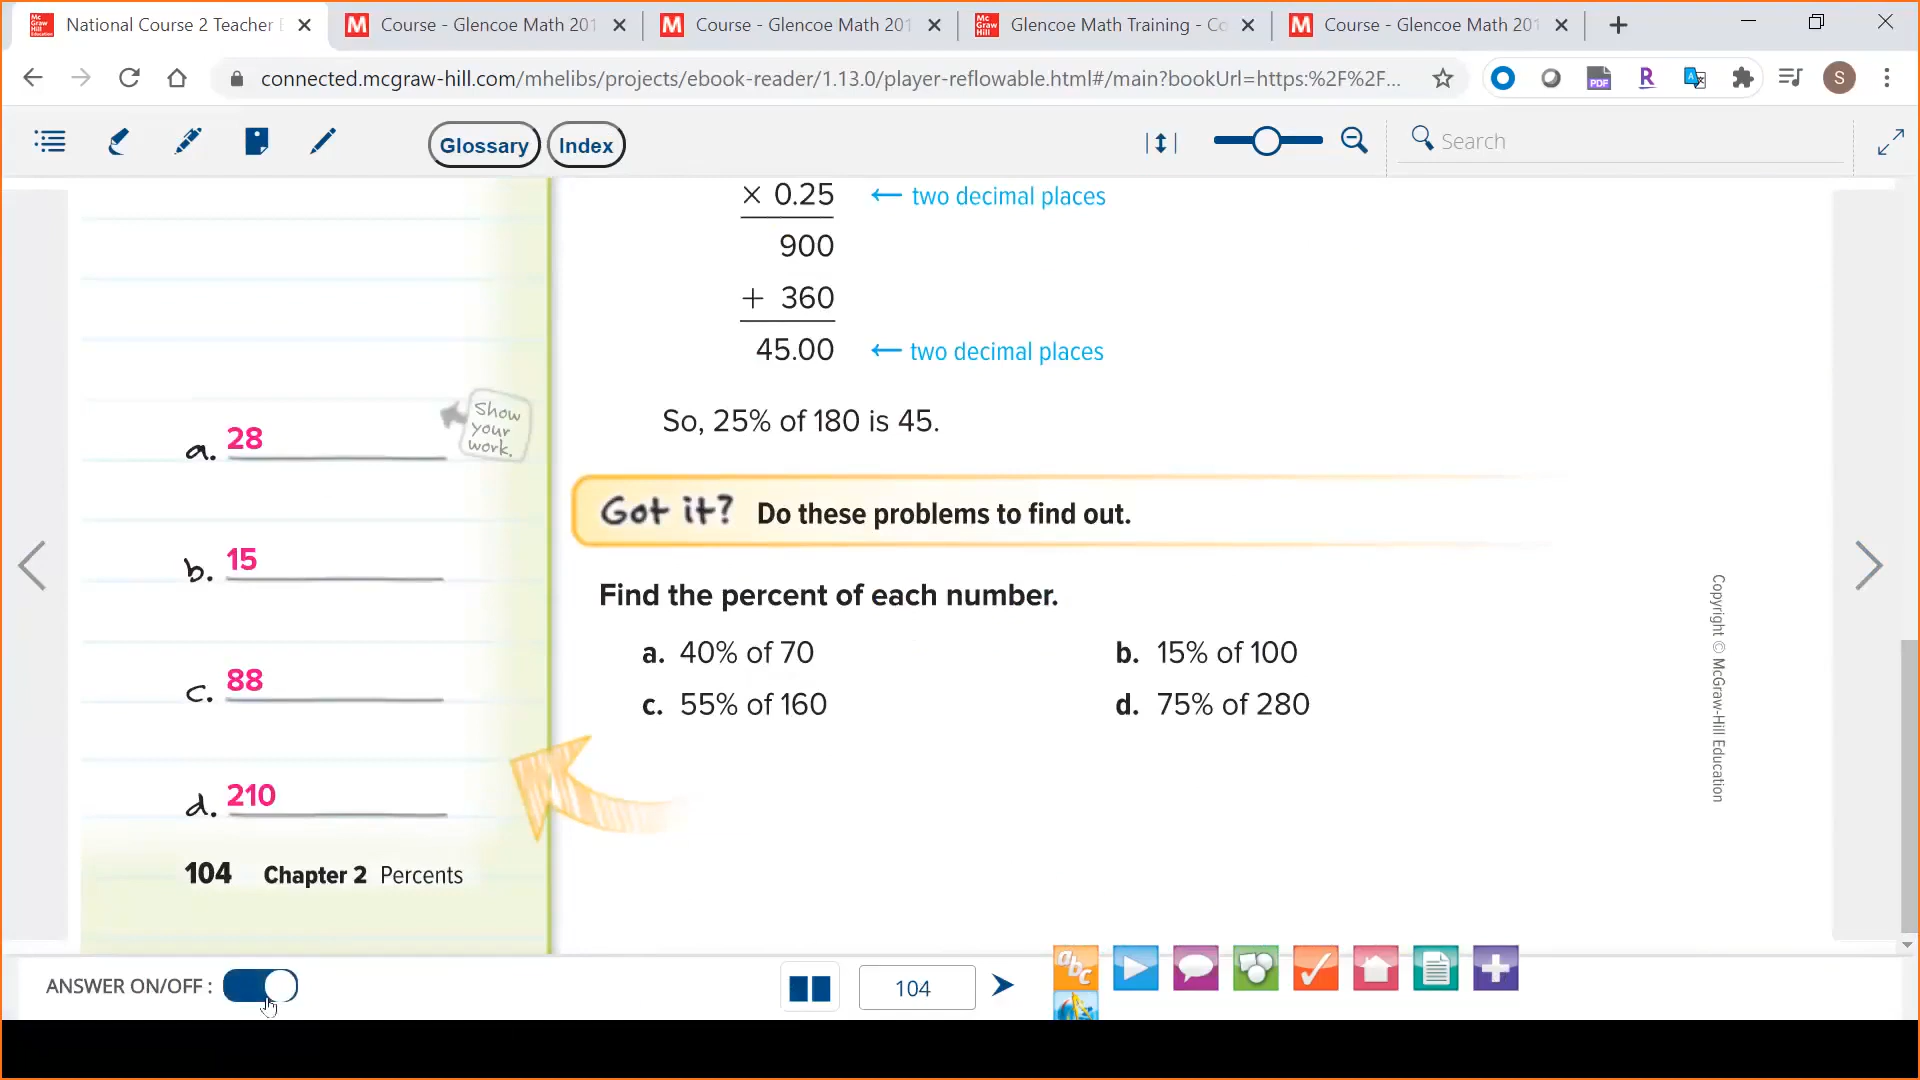 National Course 2 Teacher E
Course - Glencoe Math 201
Course - Glencoe Math 201
Glencoe Math Training - Co
Course - Glencoe Math 201
connected.mcgraw-hill.com/mhelibs/projects/ebook-reader/1.13.0/player-reflowable.html#/main?bookUrl=https:%2F%2F...
PDF
R
S
Glossary
Index
Search
× 0.25 ← two decimal places
900
+ 360
45.00 ← two decimal places
So, 25% of 180 is 45.
Show
your
work.
a. 28
b. 15
c. 88
d. 210
Got it? Do these problems to find out.
Find the percent of each number.
a. 40% of 70
b. 15% of 100
c. 55% of 160
d. 75% of 280
Copyright © McGraw-Hill Education
104 Chapter 2 Percents
ANSWER ON/OFF :
104
abc